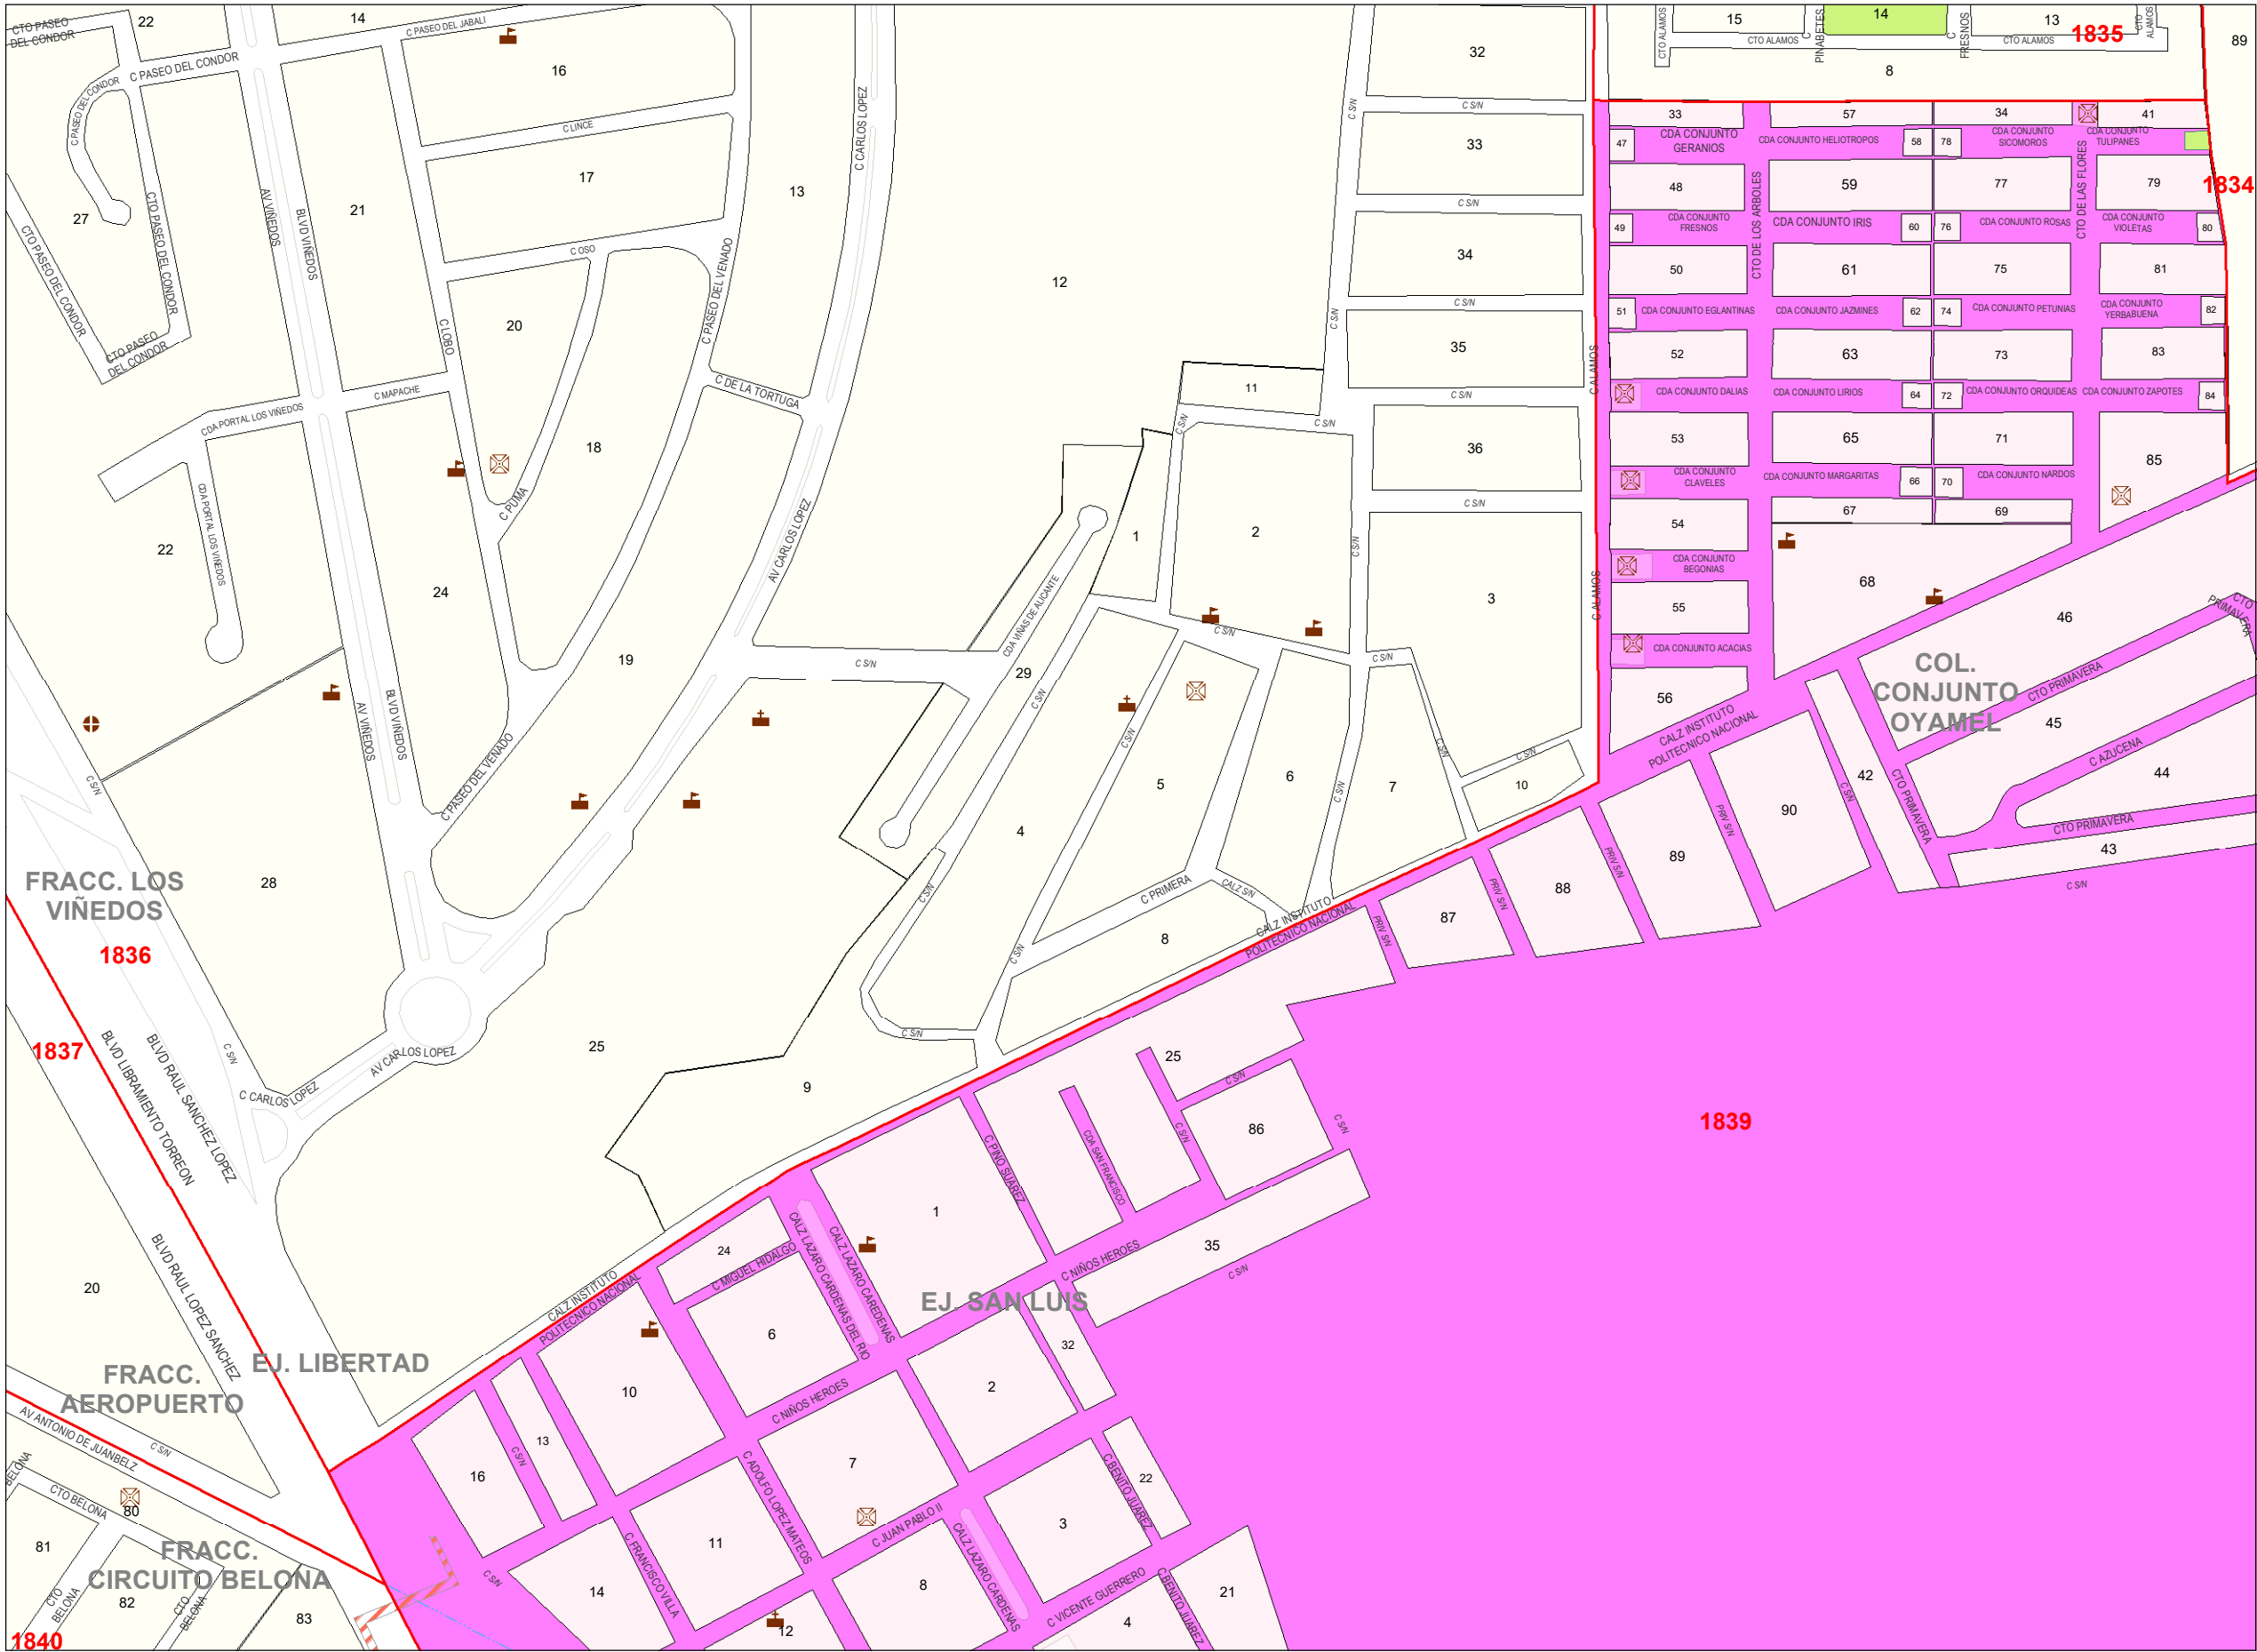 CTO PASEO
DEL CONDOR
22
14
C PASEO DEL JABALI
C PASEO DEL CONDOR
C PASEO DEL CONDOR
16
C LINCE
17
C OSO
27
CTO PASEO DEL CONDOR
CTO PASEO DEL CONDOR
CTO PASEO
DEL CONDOR
AV VIÑEDOS
BLVD VIÑEDOS
21
C LOBO
20
C PASEO DEL VENADO
13
C CARLOS LOPEZ
12
C MAPACHE
CDA PORTAL LOS VIÑEDOS
CDA PORTAL LOS VIÑEDOS
22
24
C PUMA
18
C DE LA TORTUGA
AV CARLOS LOPEZ
19
C PASEO DEL VENADO
AV VIÑEDOS
BLVD VIÑEDOS
C S/N
28
FRACC. LOS
VIÑEDOS
1836
1837
BLVD LIBRAMIENTO TORREON
BLVD RAUL SANCHEZ LOPEZ
C S/N
C CARLOS LOPEZ
AV CARLOS LOPEZ
25
9
BLVD RAUL LOPEZ SANCHEZ
20
FRACC.
AEROPUERTO
EJ. LIBERTAD
AV ANTONIO DE JUANBELZ
C S/N
BELONA
CTO BELONA
80
81
FRACC.
CIRCUITO BELONA
CTO
BELONA
82
CTO
BELONA
83
1840
32
C S/N
C S/N
33
C S/N
34
C S/N
C S/N
35
C S/N
36
C S/N
11
C S/N
C S/N
1
2
C S/N
3
C S/N
C S/N
CDA VIÑAS DE ALICANTE
C S/N
29
C S/N
C S/N
4
5
6
C S/N
7
C S/N
C S/N
10
C S/N
C S/N
C PRIMERA
CALZ S/N
8
C S/N
CALZ INSTITUTO
POLITECNICO NACIONAL
C ALAMOS
C ALAMOS
CTO ALAMOS
15
CTO ALAMOS
C
PINABETES
14
C
FRESNOS
13
CTO ALAMOS
CTO
ALAMOS
1835
8
89
1834
33
57
34
41
47
CDA CONJUNTO
GERANIOS
CDA CONJUNTO HELIOTROPOS
58
78
CDA CONJUNTO
SICOMOROS
CDA CONJUNTO
TULIPANES
48
CTO DE LOS ARBOLES
59
77
CTO DE LAS FLORES
79
49
CDA CONJUNTO
FRESNOS
CDA CONJUNTO IRIS
60
76
CDA CONJUNTO ROSAS
CDA CONJUNTO
VIOLETAS
80
50
61
75
81
51
CDA CONJUNTO EGLANTINAS
CDA CONJUNTO JAZMINES
62
74
CDA CONJUNTO PETUNIAS
CDA CONJUNTO
YERBABUENA
82
52
63
73
83
CDA CONJUNTO DALIAS
CDA CONJUNTO LIRIOS
64
72
CDA CONJUNTO ORQUIDEAS
CDA CONJUNTO ZAPOTES
84
53
65
71
85
CDA CONJUNTO
CLAVELES
CDA CONJUNTO MARGARITAS
66
70
CDA CONJUNTO NARDOS
54
67
69
CDA CONJUNTO
BEGONIAS
68
55
CDA CONJUNTO ACACIAS
56
CALZ INSTITUTO
POLITECNICO NACIONAL
46
CTO
PRIMAVERA
COL.
CONJUNTO
OYAMEL
CTO PRIMAVERA
45
C AZUCENA
44
CTO PRIMAVERA
43
C S/N
42
CTO PRIMAVERA
C S/N
90
PRIV S/N
89
PRIV S/N
88
PRIV S/N
87
PRIV S/N
1839
25
C S/N
86
C S/N
C S/N
CDA SAN FRANCISCO
C PINO SUAREZ
1
CALZ LAZARO CAREDENAS
CALZ LAZARO CARDENAS DEL RIO
C NIÑOS HEROES
35
C S/N
EJ. SAN LUIS
24
C MIGUEL HIDALGO
CALZ INSTITUTO
POLITECNICO NACIONAL
6
10
C NIÑOS HEROES
2
32
13
C S/N
16
7
C ADOLFO LOPEZ MATEOS
C JUAN PABLO II
11
C FRANCISCO VILLA
C S/N
14
3
22
C BENITO JUAREZ
CALZ LAZARO CARDENAS
8
C VICENTE GUERRERO
C BENITO JUAREZ
21
4
12